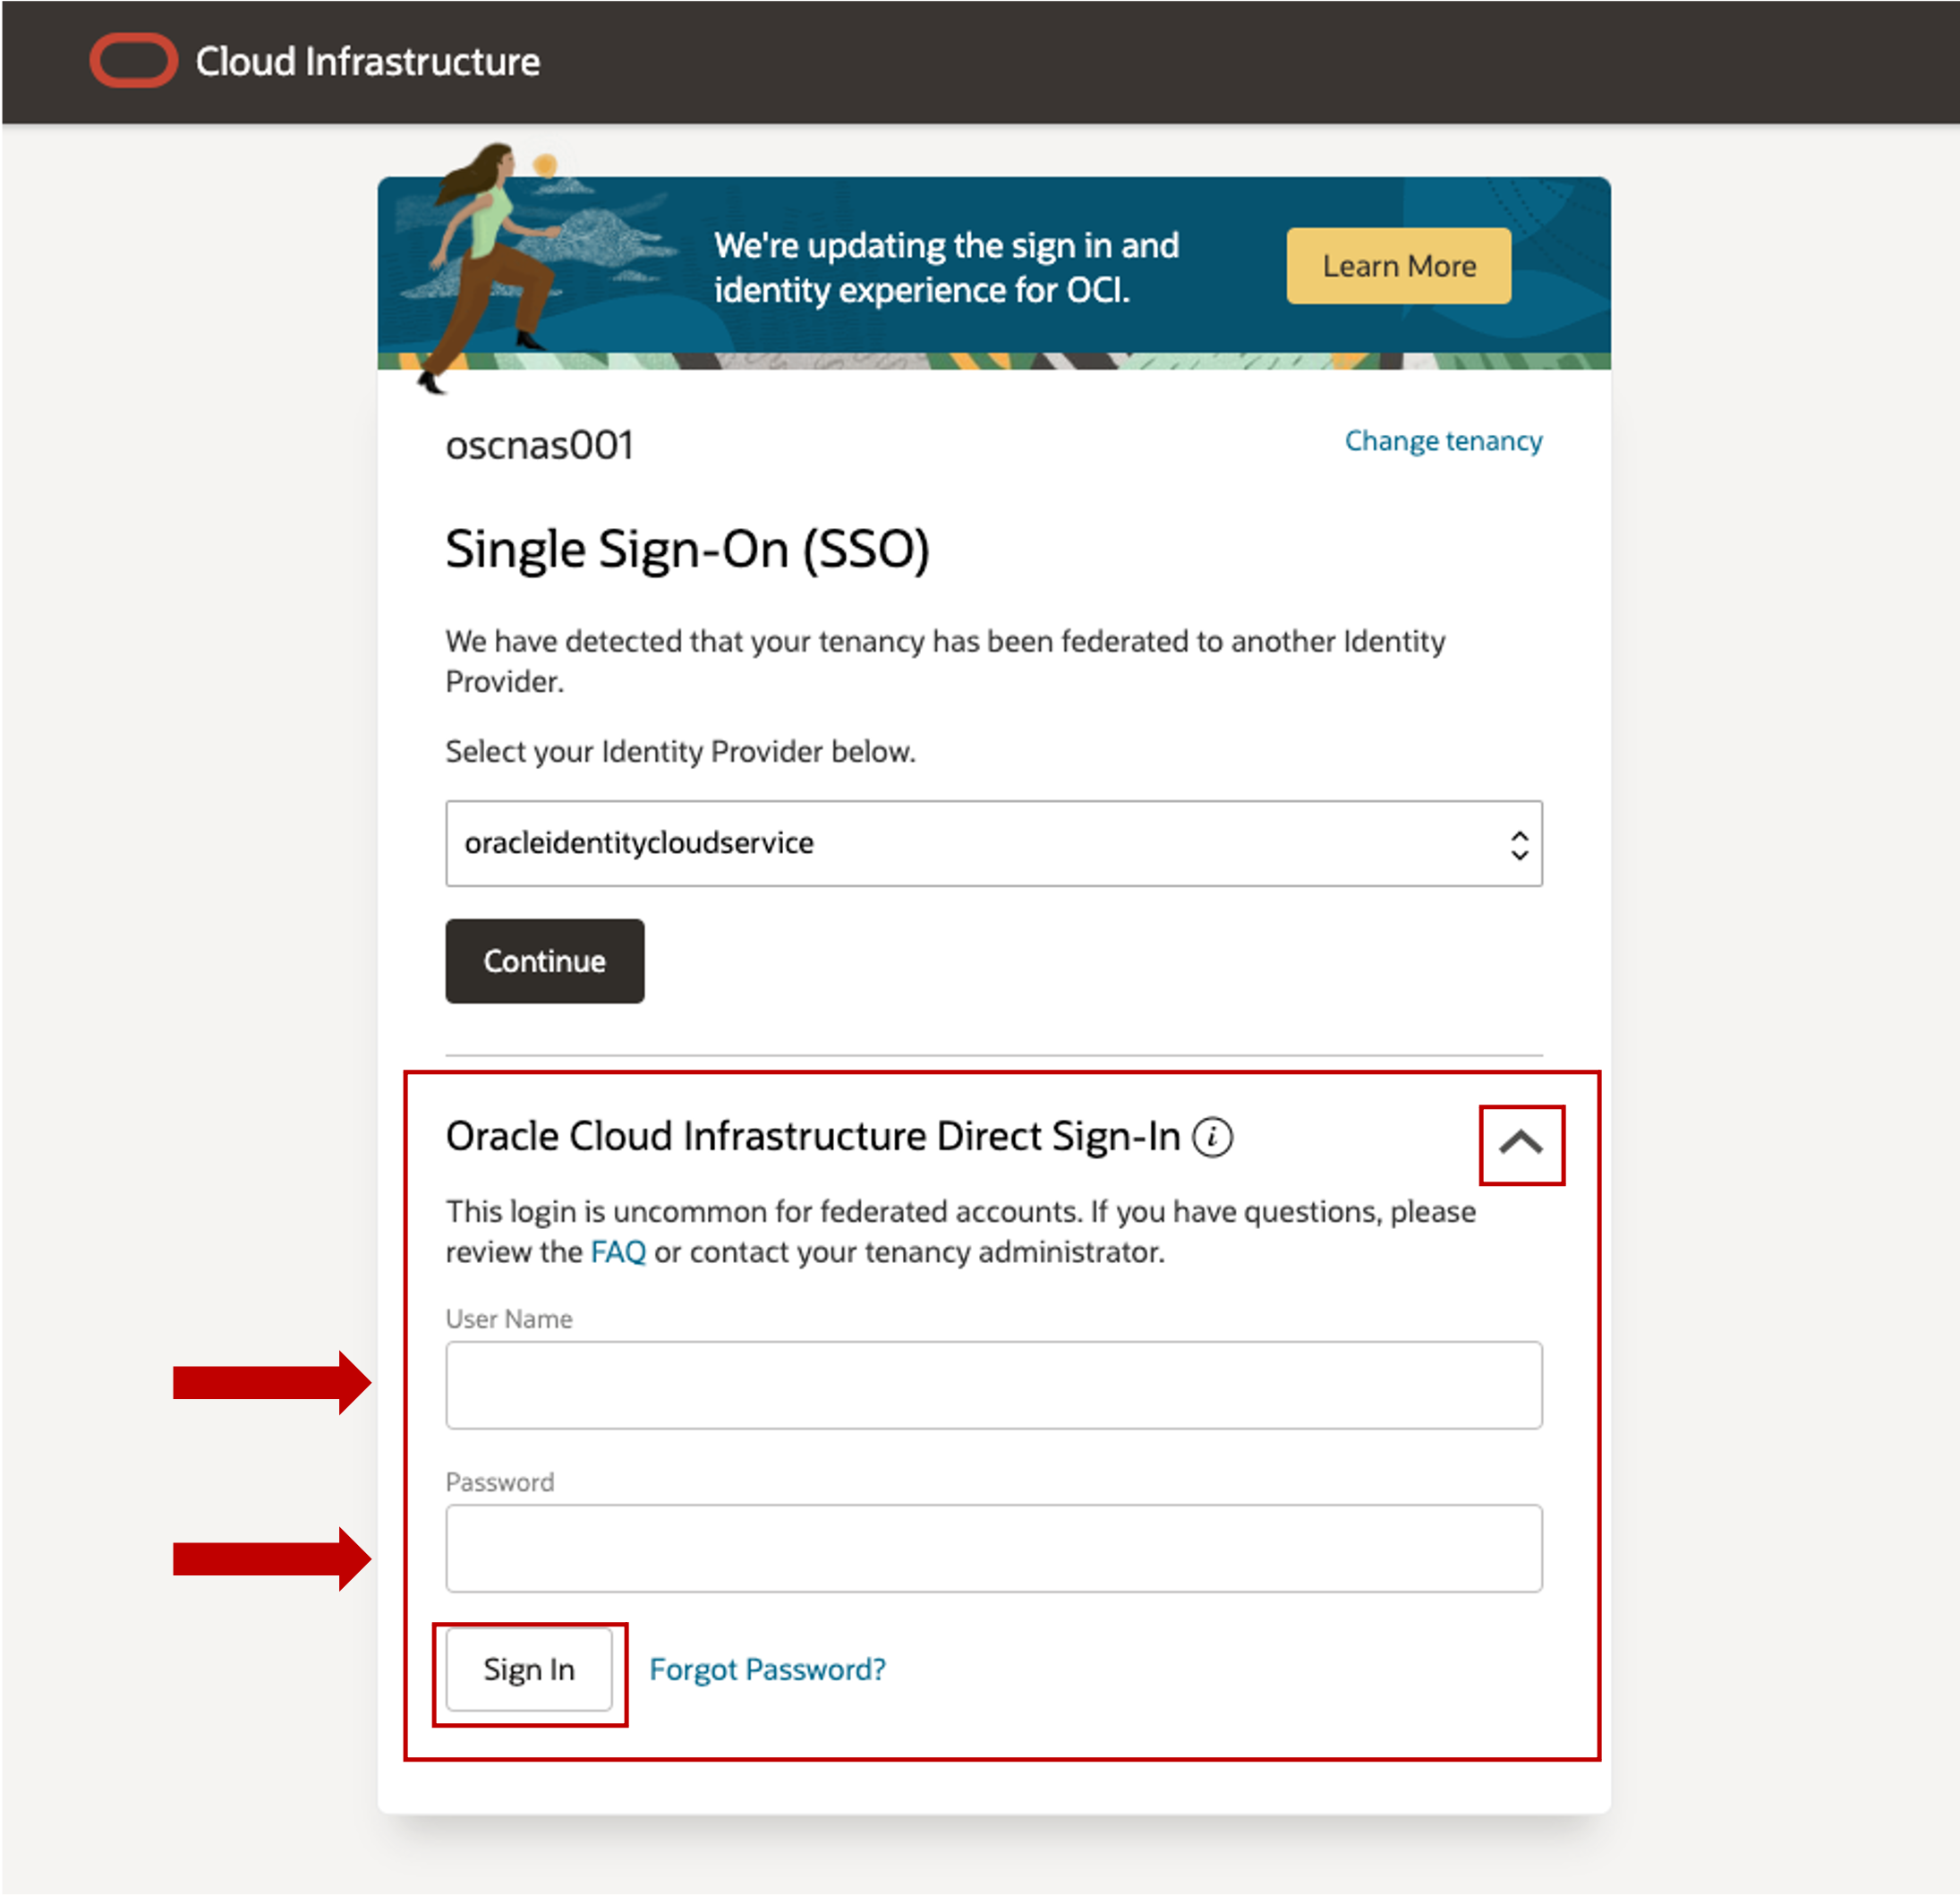 Cloud Infrastructure
We're updating the sign in and
identity experience for OCI.
Learn More
oscnas001
Change tenancy
Single Sign-On (SSO)
We have detected that your tenancy has been federated to another Identity
Provider.
Select your Identity Provider below.
oracleidentitycloudservice
Continue
Oracle Cloud Infrastructure Direct Sign-In i
This login is uncommon for federated accounts. If you have questions, please
review the FAQ or contact your tenancy administrator.
User Name
Password
Sign In
Forgot Password?